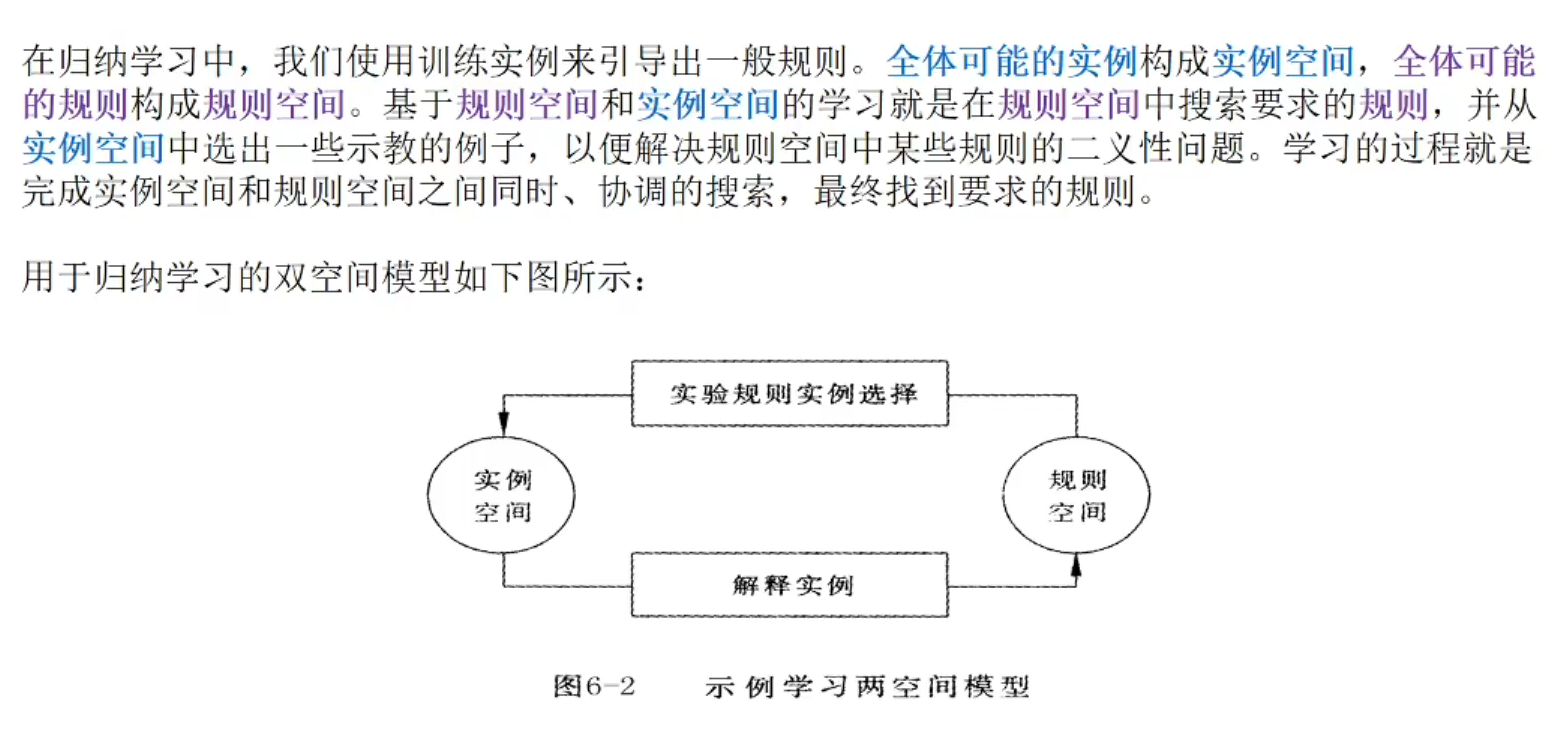 在归纳学习中，我们使用训练实例来引导出一般规则。全体可能的实例构成实例空间，全体可能
的规则构成规则空间。基于规则空间和实例空间的学习就是在规则空间中搜索要求的规则，并从
实例空间中选出一些示教的例子，以便解决规则空间中某些规则的二义性问题。学习的过程就是
完成实例空间和规则空间之间同时、协调的搜索，最终找到要求的规则。
用于归纳学习的双空间模型如下图所示：
实验规则实例选择
实例
空间
规则
空间
解释实例
图6-2 示例学习两空间模型